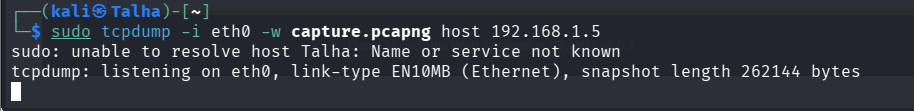 ┌──(kali㉿Talha)-[~]
└─$ sudo tcpdump -i eth0 -w capture.pcapng host 192.168.1.5
sudo: unable to resolve host Talha: Name or service not known
tcpdump: listening on eth0, link-type EN10MB (Ethernet), snapshot length 262144 bytes